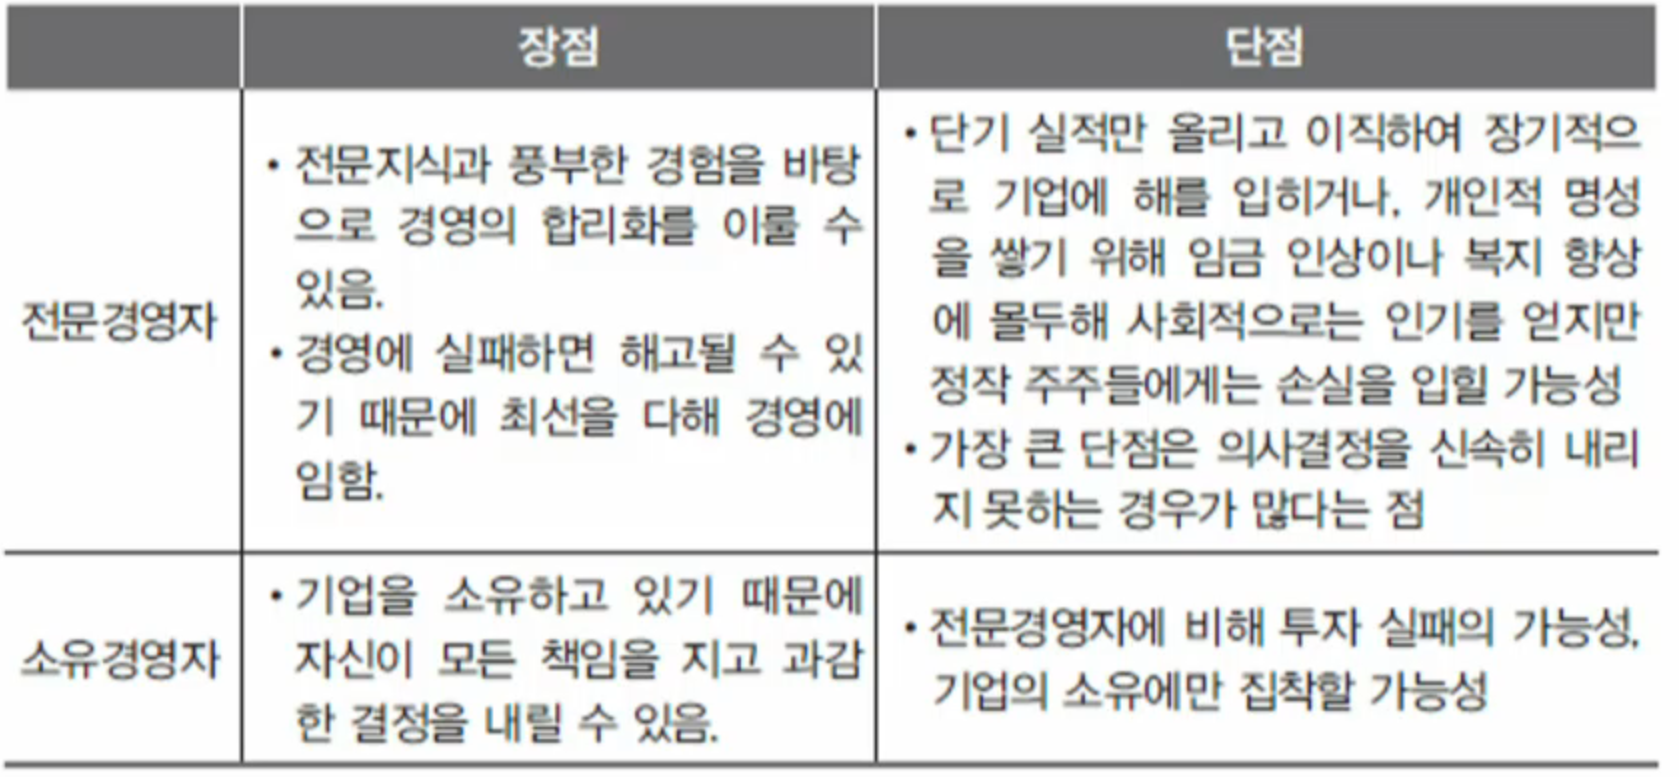 장점
단점
전문경영자
• 전문지식과 풍부한 경험을 바탕
으로 경영의 합리화를 이룰 수
있음.
• 경영에 실패하면 해고될 수 있
기 때문에 최선을 다해 경영에
임함.
• 단기 실적만 올리고 이직하여 장기적으
로 기업에 해를 입히거나, 개인적 명성
을 쌓기 위해 임금 인상이나 복지 향상
에 몰두해 사회적으로는 인기를 얻지만
정작 주주들에게는 손실을 입힐 가능성
• 가장 큰 단점은 의사결정을 신속히 내리
지 못하는 경우가 많다는 점
소유경영자
• 기업을 소유하고 있기 때문에
자신이 모든 책임을 지고 과감
한 결정을 내릴 수 있음.
• 전문경영자에 비해 투자 실패의 가능성,
기업의 소유에만 집착할 가능성